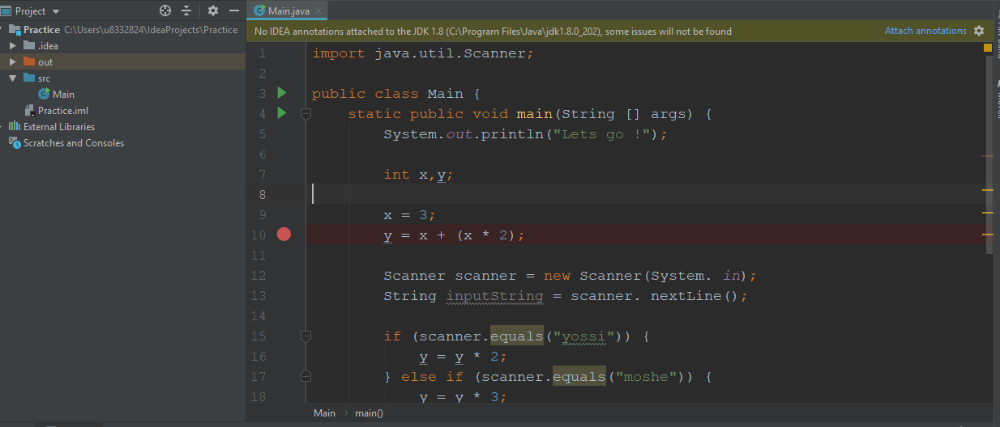 Project
Main.java
Practice C:\Users\u8332824\IdeaProjects\Practice
.idea
out
src
Main
Practice.iml
External Libraries
Scratches and Consoles
No IDEA annotations attached to the JDK 1.8 (C:\Program Files\Java\jdk1.8.0_202), some issues will not be found
Attach annotations
1 import java.util.Scanner;
2
3 public class Main {
4 static public void main(String [] args) {
5 System.out.println("Lets go !");
6
7 int x,y;
8
9 x = 3;
10 y = x + (x * 2);
11
12 Scanner scanner = new Scanner(System. in);
13 String inputString = scanner. nextLine();
14
15 if (scanner.equals("yossi")) {
16 y = y * 2;
17 } else if (scanner.equals("moshe")) {
18 y = y * 3;
Main › main()